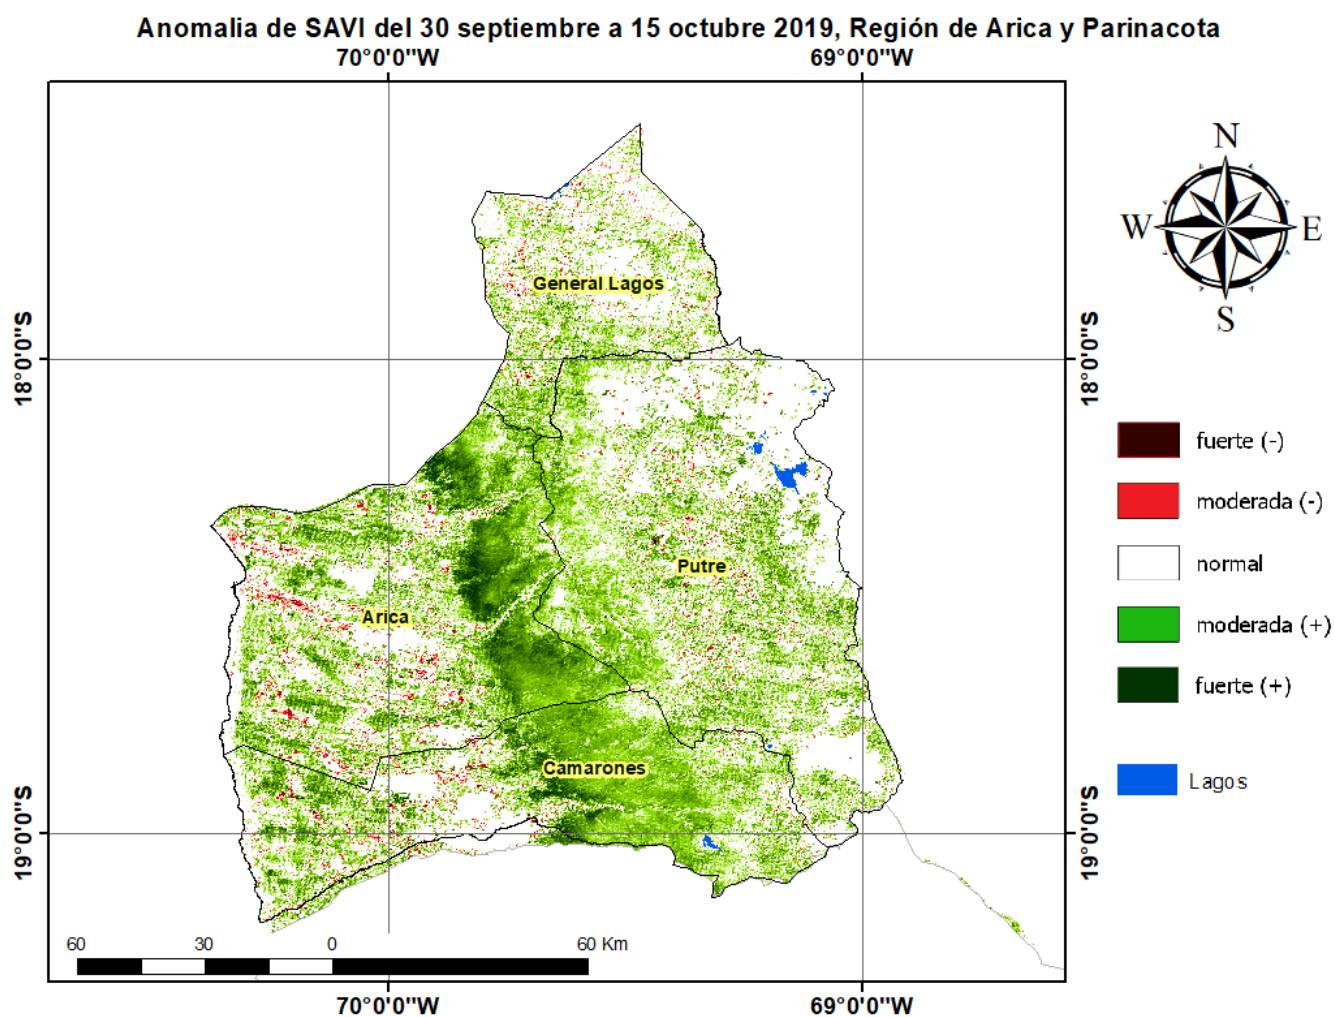 Anomalia de SAVI del 30 septiembre a 15 octubre 2019, Región de Arica y Parinacota
70°0'0"W
69°0'0"W
N
W
E
S
General Lagos
18°0'0"S
18°0'0"S
fuerte (-)
moderada (-)
normal
moderada (+)
fuerte (+)
Lagos
Putre
Arica
Camarones
19°0'0"S
19°0'0"S
60
30
0
60 Km
70°0'0"W
69°0'0"W